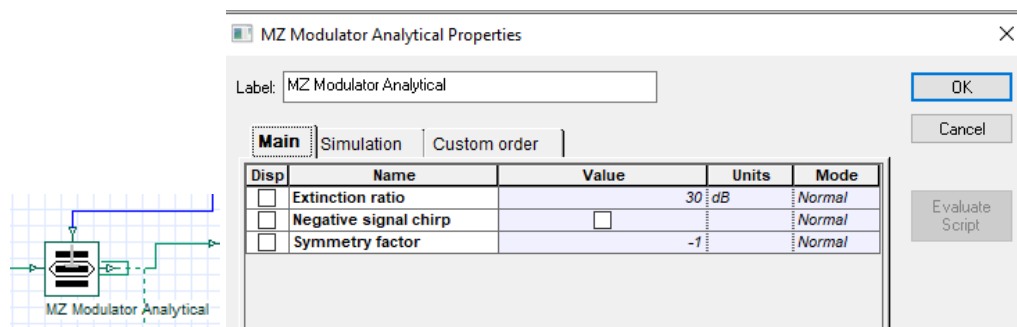 MZ Modulator Analytical Properties
Label: MZ Modulator Analytical
OK
Cancel
Main Simulation Custom order
Disp Name Value Units Mode
Extinction ratio 30 dB Normal
Negative signal chirp Normal
Symmetry factor -1 Normal
Evaluate
Script
MZ Modulator Analytical